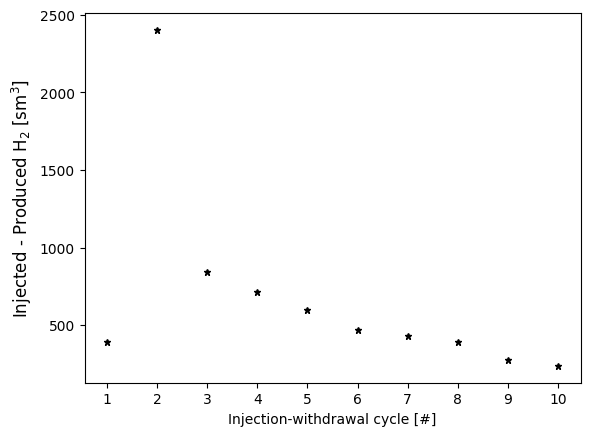 2500
2000
1500
1000
500
Injected - Produced H₂ [sm³]
1 2 3 4 5 6 7 8 9 10
Injection-withdrawal cycle [#]